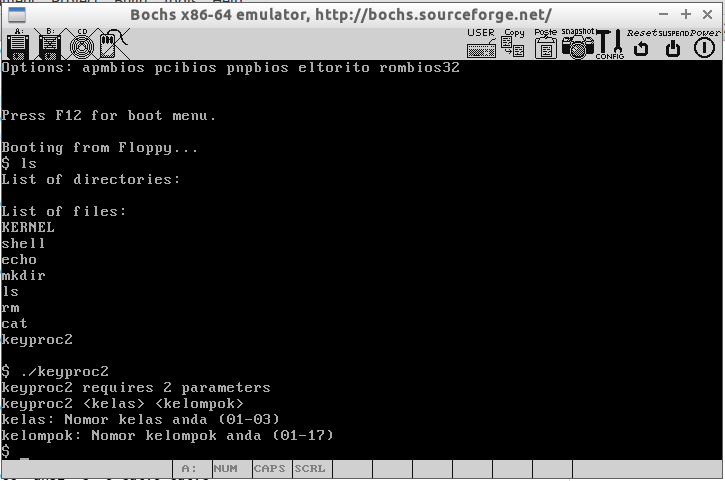 Bochs x86-64 emulator, http://bochs.sourceforge.net/
A: B: CD USER Copy Poste snapshot CONFIG Reset SUSPEND Power
Options: apmbios pcibios pnpbios eltorito rombios32
Press F12 for boot menu.
Booting from Floppy...
$ ls
List of directories:
List of files:
KERNEL
shell
echo
mkdir
ls
rm
cat
keyproc2
$ ./keyproc2
keyproc2 requires 2 parameters
keyproc2 <kelas> <kelompok>
kelas: Nomor kelas anda (01-03)
kelompok: Nomor kelompok anda (01-17)
$ _
A: NUM CAPS SCRL